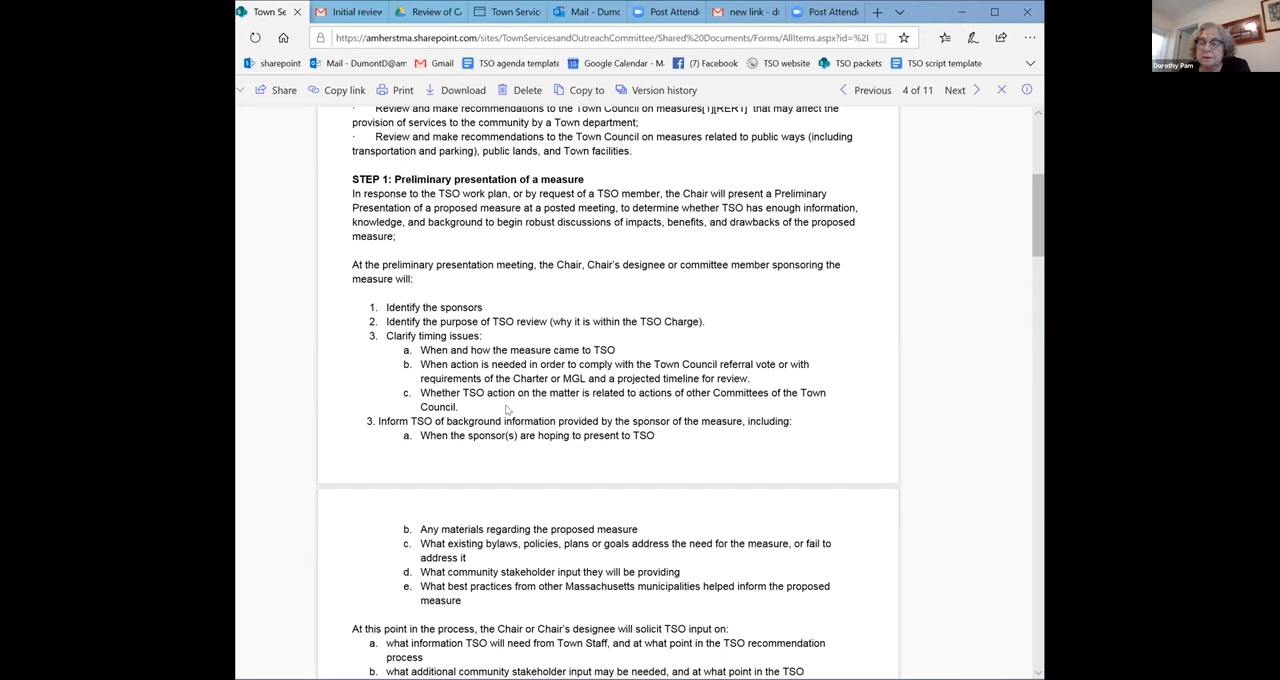 Town Se
Initial review
Review of C
Town Servic
Mail - Dumo
Post Attend
new link - d
Post Attend
https://amherstma.sharepoint.com/sites/TownServicesandOutreachCommittee/Shared%20Documents/Forms/AllItems.aspx?id=%2
sharepoint
Mail - DumontD@am
Gmail
TSO agenda template
Google Calendar - M
(7) Facebook
TSO website
TSO packets
TSO script template
Share
Copy link
Print
Download
Delete
Copy to
Version history
Previous
4 of 11
Next
Dorothy Pam
· Review and make recommendations to the Town Council on measures[1][RER1] that may affect the
provision of services to the community by a Town department;
· Review and make recommendations to the Town Council on measures related to public ways (including
transportation and parking), public lands, and Town facilities.
STEP 1: Preliminary presentation of a measure
In response to the TSO work plan, or by request of a TSO member, the Chair will present a Preliminary
Presentation of a proposed measure at a posted meeting, to determine whether TSO has enough information,
knowledge, and background to begin robust discussions of impacts, benefits, and drawbacks of the proposed
measure;
At the preliminary presentation meeting, the Chair, Chair's designee or committee member sponsoring the
measure will:
1. Identify the sponsors
2. Identify the purpose of TSO review (why it is within the TSO Charge).
3. Clarify timing issues:
a. When and how the measure came to TSO
b. When action is needed in order to comply with the Town Council referral vote or with
requirements of the Charter or MGL and a projected timeline for review.
c. Whether TSO action on the matter is related to actions of other Committees of the Town
Council.
3. Inform TSO of background information provided by the sponsor of the measure, including:
a. When the sponsor(s) are hoping to present to TSO
b. Any materials regarding the proposed measure
c. What existing bylaws, policies, plans or goals address the need for the measure, or fail to
address it
d. What community stakeholder input they will be providing
e. What best practices from other Massachusetts municipalities helped inform the proposed
measure
At this point in the process, the Chair or Chair's designee will solicit TSO input on:
a. what information TSO will need from Town Staff, and at what point in the TSO recommendation
process
b. what additional community stakeholder input may be needed, and at what point in the TSO